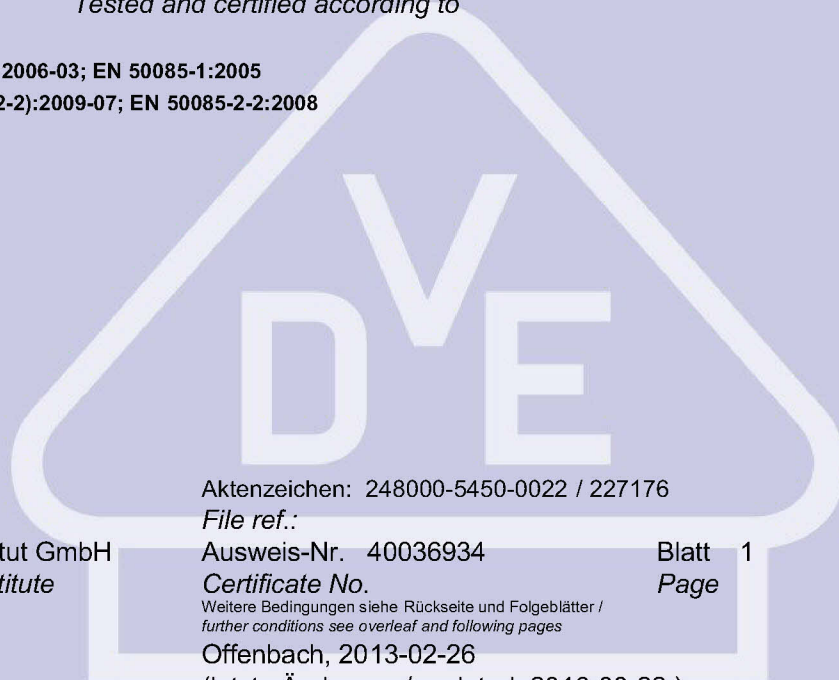 Tested and certified according to
2006-03; EN 50085-1:2005
2-2):2009-07; EN 50085-2-2:2008
DVE
Aktenzeichen: 248000-5450-0022 / 227176
File ref.:
tut GmbH Ausweis-Nr. 40036934 Blatt 1
titute Certificate No. Page
Weitere Bedingungen siehe Rückseite und Folgeblätter /
further conditions see overleaf and following pages
Offenbach, 2013-02-26